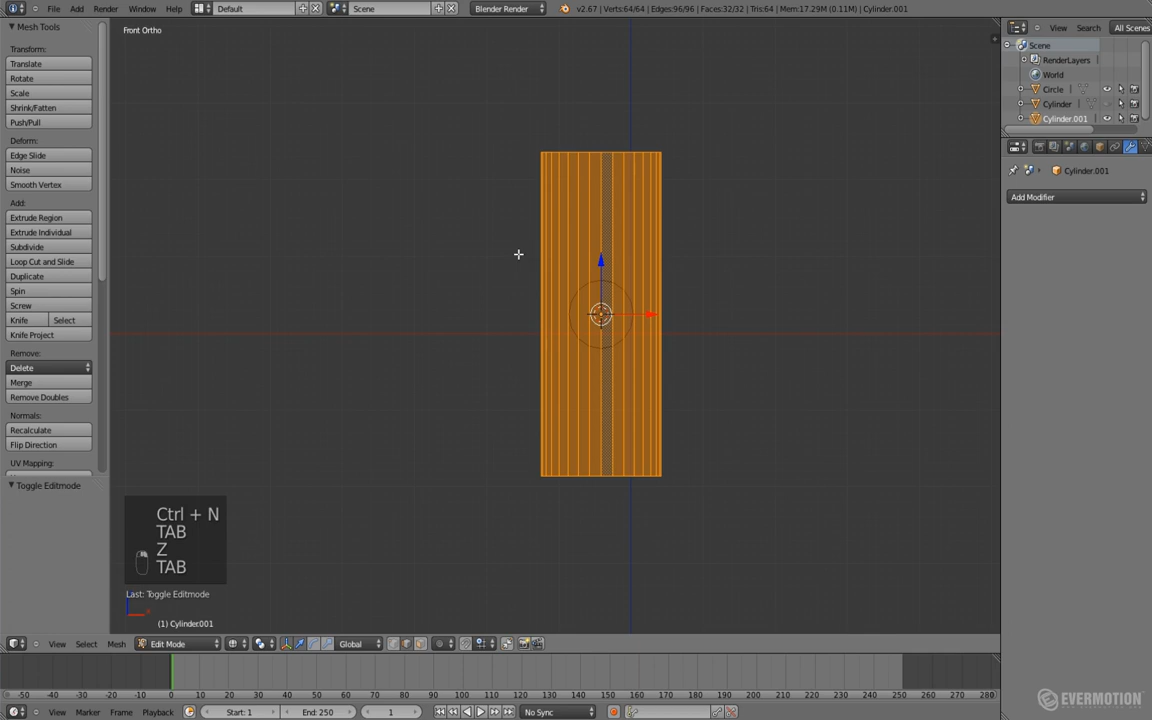 File Add Render Window Help Default Scene Blender Render v2.67 | Verts:64/64 | Edges:96/96 | Faces:32/32 | Tris:64 | Mem:17.29M (0.11M) | Cylinder.001 View Search All Scenes
Mesh Tools
Front Ortho
Transform:
Translate
Rotate
Scale
Shrink/Fatten
Push/Pull
Deform:
Edge Slide
Noise
Smooth Vertex
Add:
Extrude Region
Extrude Individual
Subdivide
Loop Cut and Slide
Duplicate
Spin
Screw
Knife Select
Knife Project
Remove:
Delete
Merge
Remove Doubles
Normals:
Recalculate
Flip Direction
UV Mapping:
Toggle Editmode
Ctrl + N
TAB
Z
TAB
Last: Toggle Editmode
(1) Cylinder.001
Scene
RenderLayers
World
Circle
Cylinder
Cylinder.001
Cylinder.001
Add Modifier
View Select Mesh Edit Mode Global
-50 -40 -30 -20 -10 0 10 20 30 40 50 60 70 80 90 100 110 120 130 140 150 160 170 180 190 200 210 220 230 240 250 260 270 280
View Marker Frame Playback Start: 1 End: 250 1 No Sync
EVERMOTION